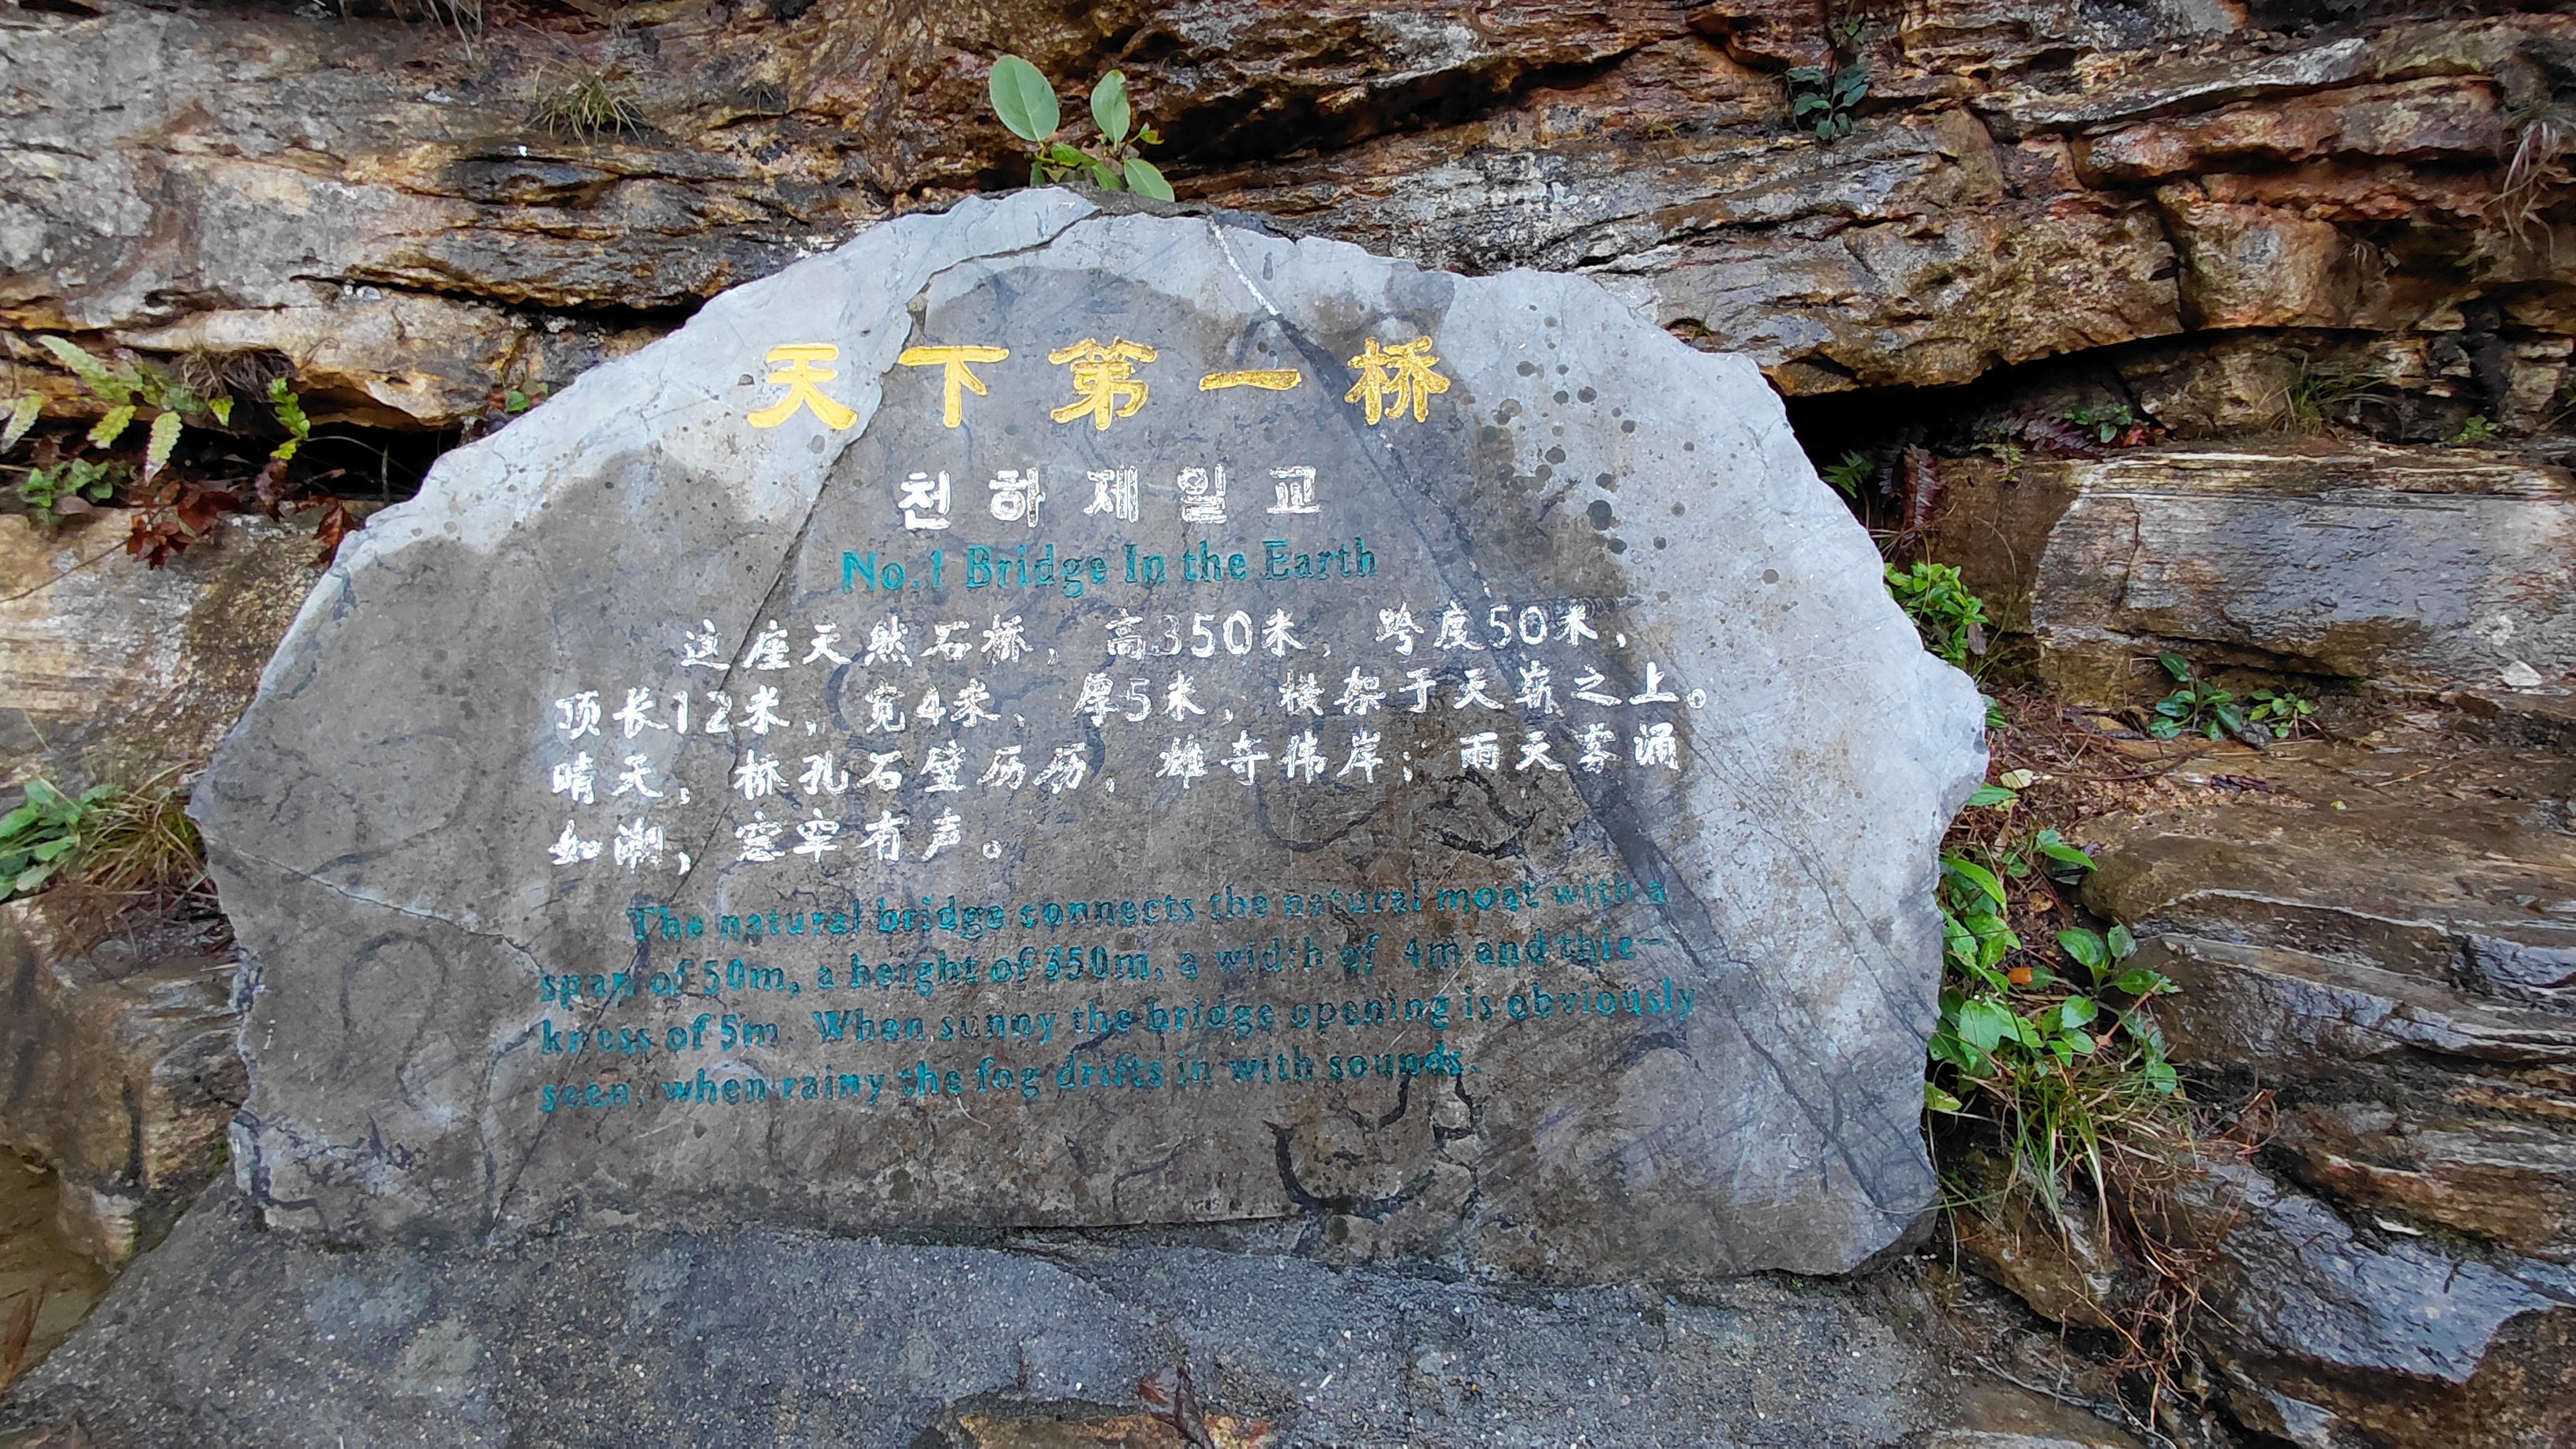 天下第一桥
천하제일교
No.1 Bridge In the Earth
这座天然石桥，高350米，跨度50米，
顶长12米，宽4米，厚5米，横架于天崭之上。
晴天，桥孔石壁历历，雄奇伟岸；雨天雾涌
如潮，窓窂有声。
The natural bridge connects the natural moat with a
span of 50m, a height of 350m, a width of 4m and thic-
kness of 5m. When sunny the bridge opening is obviously
seen, when rainy the fog drifts in with sounds.